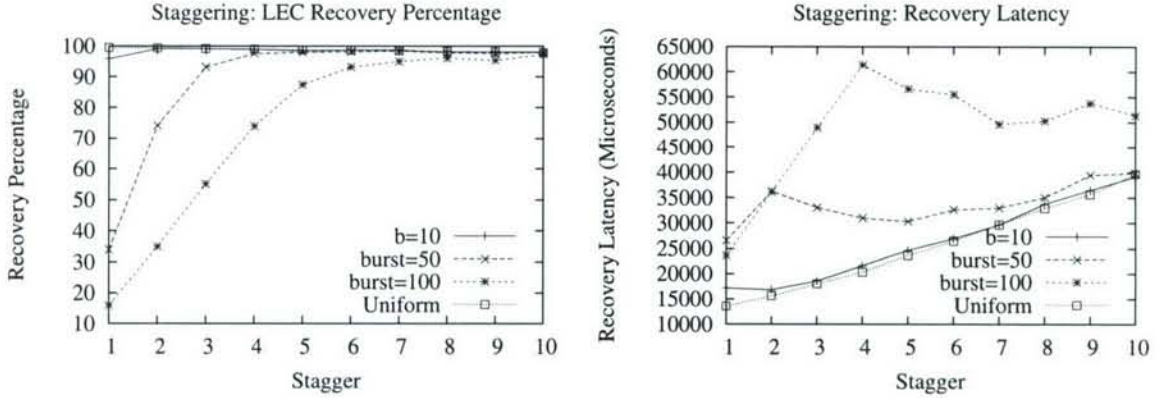 Staggering: LEC Recovery Percentage
Recovery Percentage
100
90
80
70
60
50
40
30
20
10
b=10
burst=50
burst=100
Uniform
1 2 3 4 5 6 7 8 9 10
Stagger
Staggering: Recovery Latency
Recovery Latency (Microseconds)
65000
60000
55000
50000
45000
40000
35000
30000
25000
20000
15000
10000
b=10
burst=50
burst=100
Uniform
1 2 3 4 5 6 7 8 9 10
Stagger